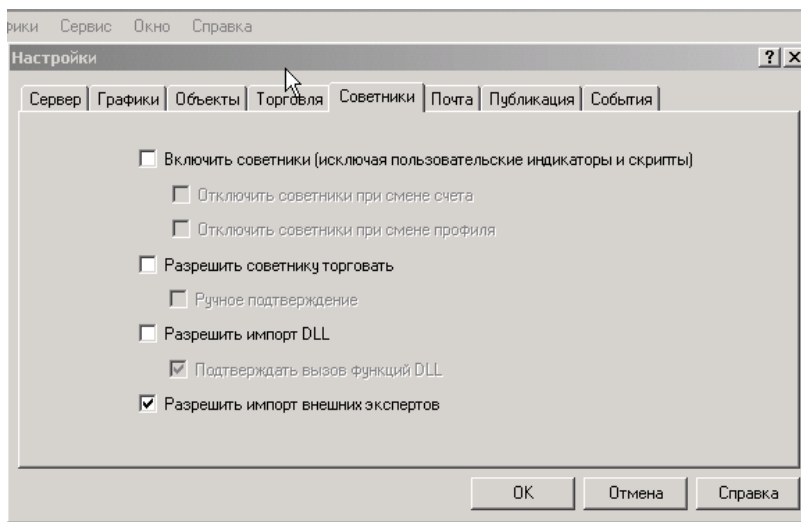 рики Сервис Окно Справка
Настройки
Сервер Графики Объекты Торговля Советники Почта Публикация События
Включить советники (исключая пользовательские индикаторы и скрипты)
Отключить советники при смене счета
Отключить советники при смене профиля
Разрешить советнику торговать
Ручное подтверждение
Разрешить импорт DLL
Подтверждать вызов функций DLL
Разрешить импорт внешних экспертов
OK Отмена Справка